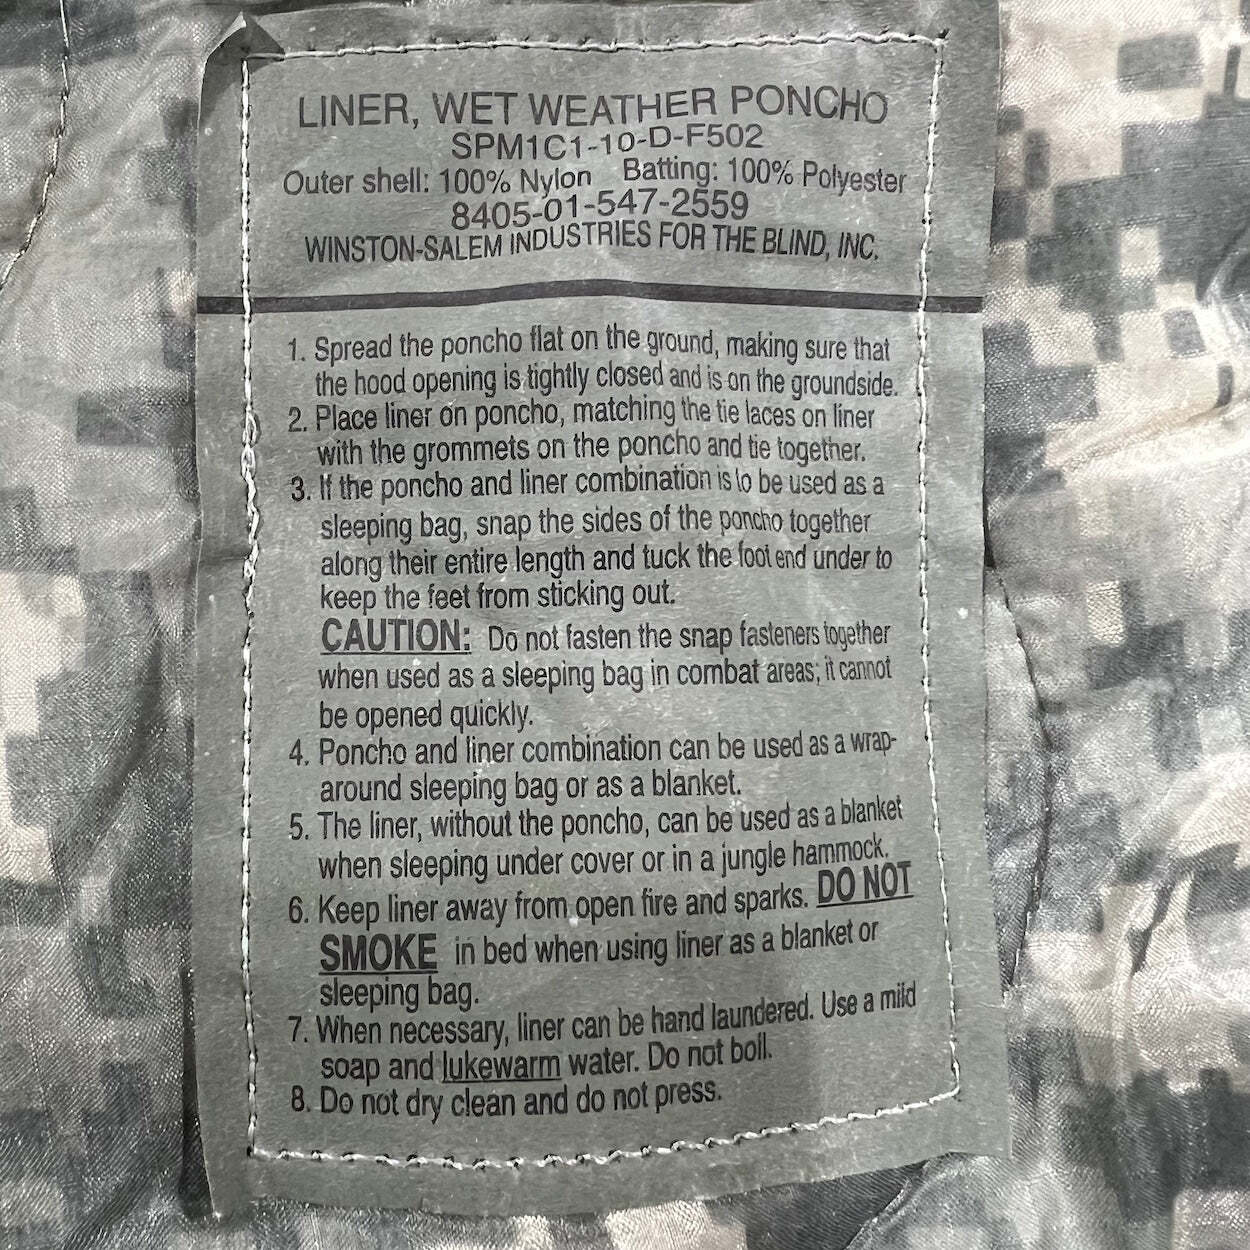 LINER, WET WEATHER PONCHO
SPM1C1-10-D-F502
Outer shell: 100% Nylon Batting: 100% Polyester
8405-01-547-2559
WINSTON-SALEM INDUSTRIES FOR THE BLIND, INC.
1. Spread the poncho flat on the ground, making sure that
the hood opening is tightly closed and is on the groundside.
2. Place liner on poncho, matching the tie laces on liner
with the grommets on the poncho and tie together.
3. If the poncho and liner combination is to be used as a
sleeping bag, snap the sides of the poncho together
along their entire length and tuck the foot end under to
keep the feet from sticking out.
CAUTION: Do not fasten the snap fasteners together
when used as a sleeping bag in combat areas; it cannot
be opened quickly.
4. Poncho and liner combination can be used as a wrap-
around sleeping bag or as a blanket.
5. The liner, without the poncho, can be used as a blanket
when sleeping under cover or in a jungle hammock.
6. Keep liner away from open fire and sparks. DO NOT
SMOKE in bed when using liner as a blanket or
sleeping bag.
7. When necessary, liner can be hand laundered. Use a mild
soap and lukewarm water. Do not boil.
8. Do not dry clean and do not press.